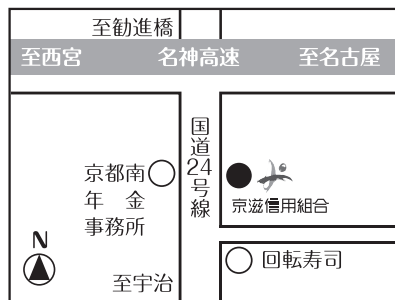 至勧進橋
至西宮 名神高速 至名古屋
国道24号線
京都南
年 金
事務所
京滋信用組合
回転寿司
N
至宇治